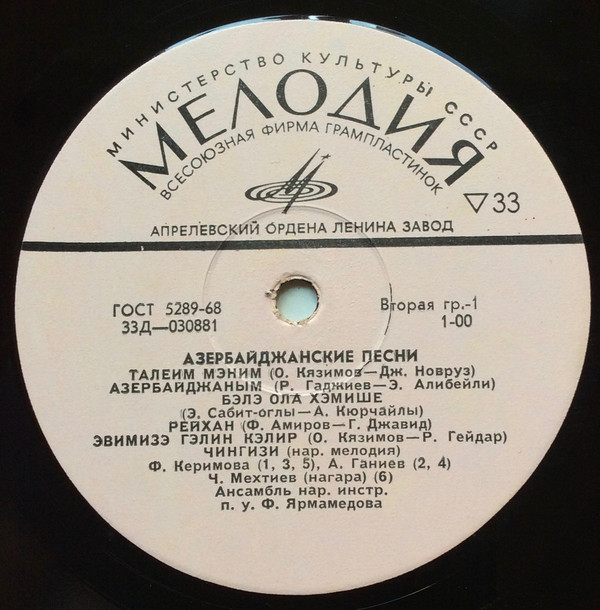 МИНИСТЕРСТВО КУЛЬТУРЫ СССР
МЕЛОДИЯ
ВСЕСОЮЗНАЯ ФИРМА ГРАМПЛАСТИНОК
▽33
АПРЕЛЕВСКИЙ ОРДЕНА ЛЕНИНА ЗАВОД
ГОСТ 5289-68
33Д—030881
Вторая гр.-1
1-00
АЗЕРБАЙДЖАНСКИЕ ПЕСНИ
ТАЛЕИМ МЭНИМ (О. Кязимов—Дж. Новруз)
АЗЕРБАЙДЖАНЫМ (Р. Гаджиев—Э. Алибейли)
БЭЛЭ ОЛА ХЭМИШЕ
(Э. Сабит-оглы—А. Кюрчайлы)
РЕЙХАН (Ф. Амиров—Г. Джавид)
ЭВИМИЗЭ ГЭЛИН КЭЛИР (О. Кязимов—Р. Гейдар)
ЧИНГИЗИ (нар. мелодия)
Ф. Керимова (1, 3, 5), А. Ганиев (2, 4)
Ч. Мехтиев (нагара) (6)
Ансамбль нар. инстр.
п. у. Ф. Ярмамедова